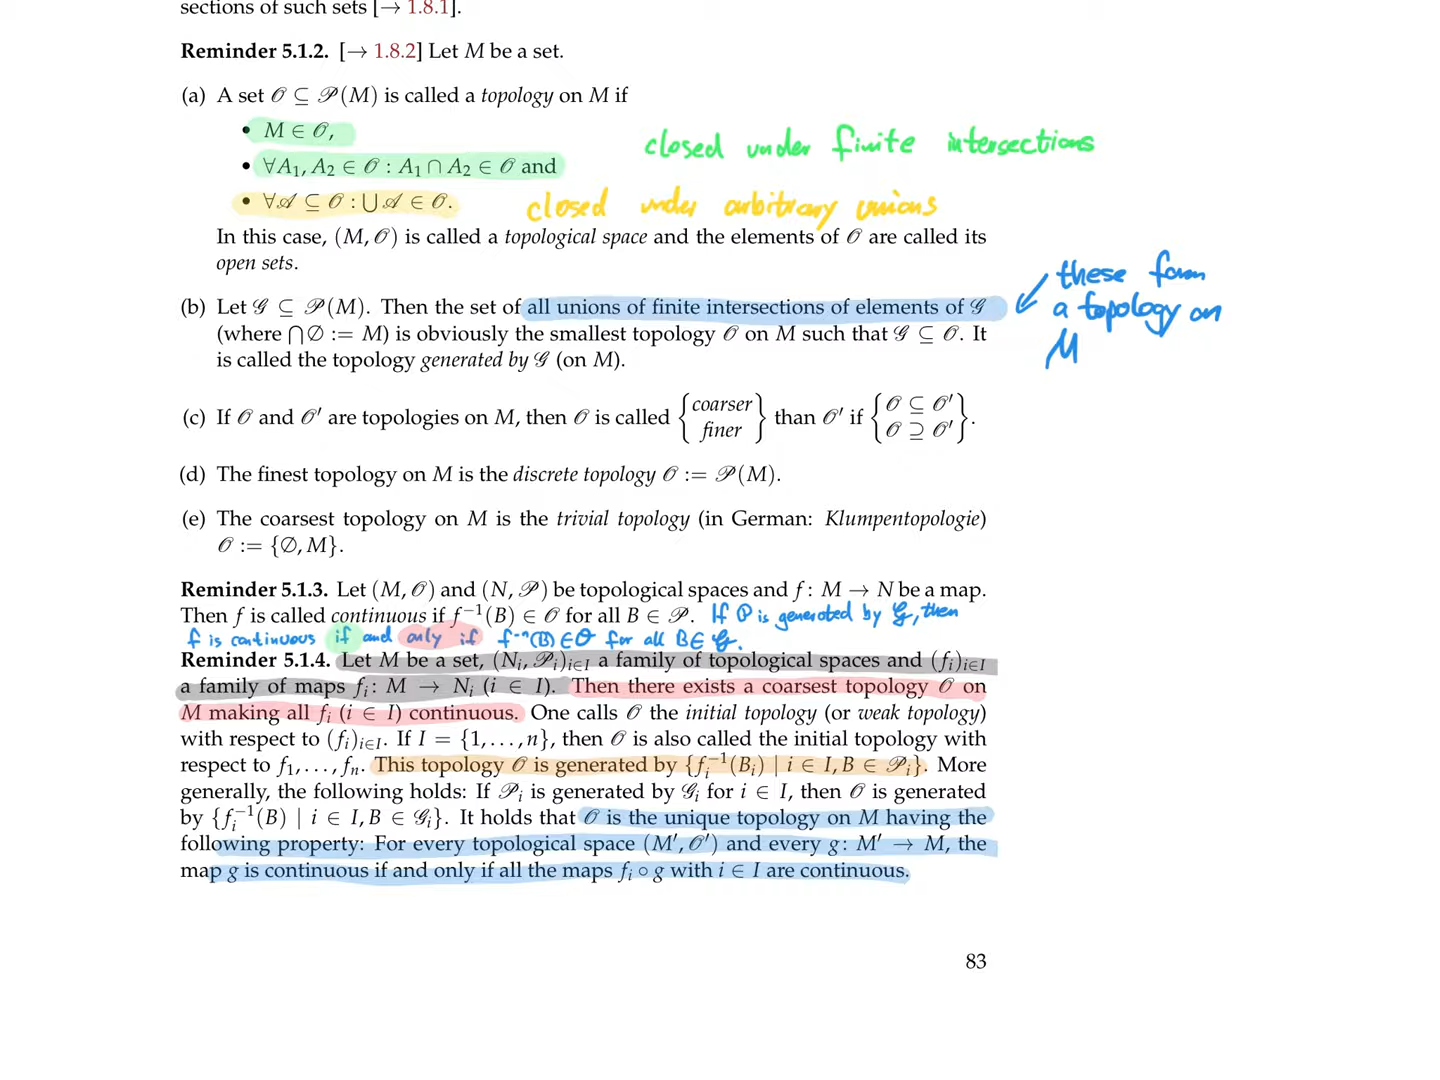 sections of such sets [→ 1.8.1].
Reminder 5.1.2. [→ 1.8.2] Let M be a set.
(a) A set 𝒪 ⊆ 𝒫(M) is called a topology on M if
• M ∈ 𝒪,
closed under finite intersections
• ∀A₁, A₂ ∈ 𝒪 : A₁ ∩ A₂ ∈ 𝒪 and
• ∀𝒜 ⊆ 𝒪 : ⋃𝒜 ∈ 𝒪.
closed under arbitrary unions
In this case, (M, 𝒪) is called a topological space and the elements of 𝒪 are called its
open sets.
(b) Let 𝒢 ⊆ 𝒫(M). Then the set of all unions of finite intersections of elements of 𝒢
(where ⋂∅ := M) is obviously the smallest topology 𝒪 on M such that 𝒢 ⊆ 𝒪. It
is called the topology generated by 𝒢 (on M).
these form
a topology on
M
(c) If 𝒪 and 𝒪′ are topologies on M, then 𝒪 is called {coarser / finer} than 𝒪′ if {𝒪 ⊆ 𝒪′ / 𝒪 ⊇ 𝒪′}.
(d) The finest topology on M is the discrete topology 𝒪 := 𝒫(M).
(e) The coarsest topology on M is the trivial topology (in German: Klumpentopologie)
𝒪 := {∅, M}.
Reminder 5.1.3. Let (M, 𝒪) and (N, 𝒫) be topological spaces and f : M → N be a map.
Then f is called continuous if f⁻¹(B) ∈ 𝒪 for all B ∈ 𝒫. If 𝒫 is generated by 𝒢, then
f is continuous if and only if f⁻¹(B) ∈ 𝒪 for all B ∈ 𝒢.
Reminder 5.1.4. Let M be a set, (Nᵢ, 𝒫ᵢ)ᵢ∈I a family of topological spaces and (fᵢ)ᵢ∈I
a family of maps fᵢ : M → Nᵢ (i ∈ I). Then there exists a coarsest topology 𝒪 on
M making all fᵢ (i ∈ I) continuous. One calls 𝒪 the initial topology (or weak topology)
with respect to (fᵢ)ᵢ∈I. If I = {1, . . . , n}, then 𝒪 is also called the initial topology with
respect to f₁, . . . , fₙ. This topology 𝒪 is generated by {fᵢ⁻¹(Bᵢ) | i ∈ I, B ∈ 𝒫ᵢ}. More
generally, the following holds: If 𝒫ᵢ is generated by 𝒢ᵢ for i ∈ I, then 𝒪 is generated
by {fᵢ⁻¹(B) | i ∈ I, B ∈ 𝒢ᵢ}. It holds that 𝒪 is the unique topology on M having the
following property: For every topological space (M′, 𝒪′) and every g : M′ → M, the
map g is continuous if and only if all the maps fᵢ ∘ g with i ∈ I are continuous.
83